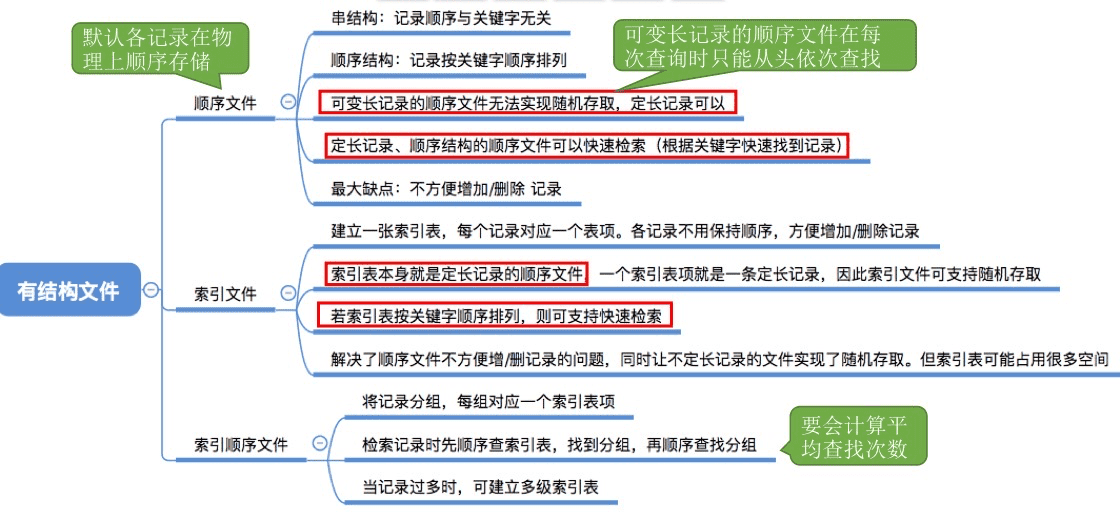 串结构：记录顺序与关键字无关
默认各记录在物
理上顺序存储
可变长记录的顺序文件在每
次查询时只能从头依次查找
顺序结构：记录按关键字顺序排列
顺序文件
可变长记录的顺序文件无法实现随机存取，定长记录可以
定长记录、顺序结构的顺序文件可以快速检索（根据关键字快速找到记录）
最大缺点：不方便增加/删除 记录
建立一张索引表，每个记录对应一个表项。各记录不用保持顺序，方便增加/删除记录
有结构文件
索引文件
索引表本身就是定长记录的顺序文件，一个索引表项就是一条定长记录，因此索引文件可支持随机存取
若索引表按关键字顺序排列，则可支持快速检索
解决了顺序文件不方便增/删记录的问题，同时让不定长记录的文件实现了随机存取。但索引表可能占用很多空间
将记录分组，每组对应一个索引表项
索引顺序文件
检索记录时先顺序查索引表，找到分组，再顺序查找分组
要会计算平
均查找次数
当记录过多时，可建立多级索引表